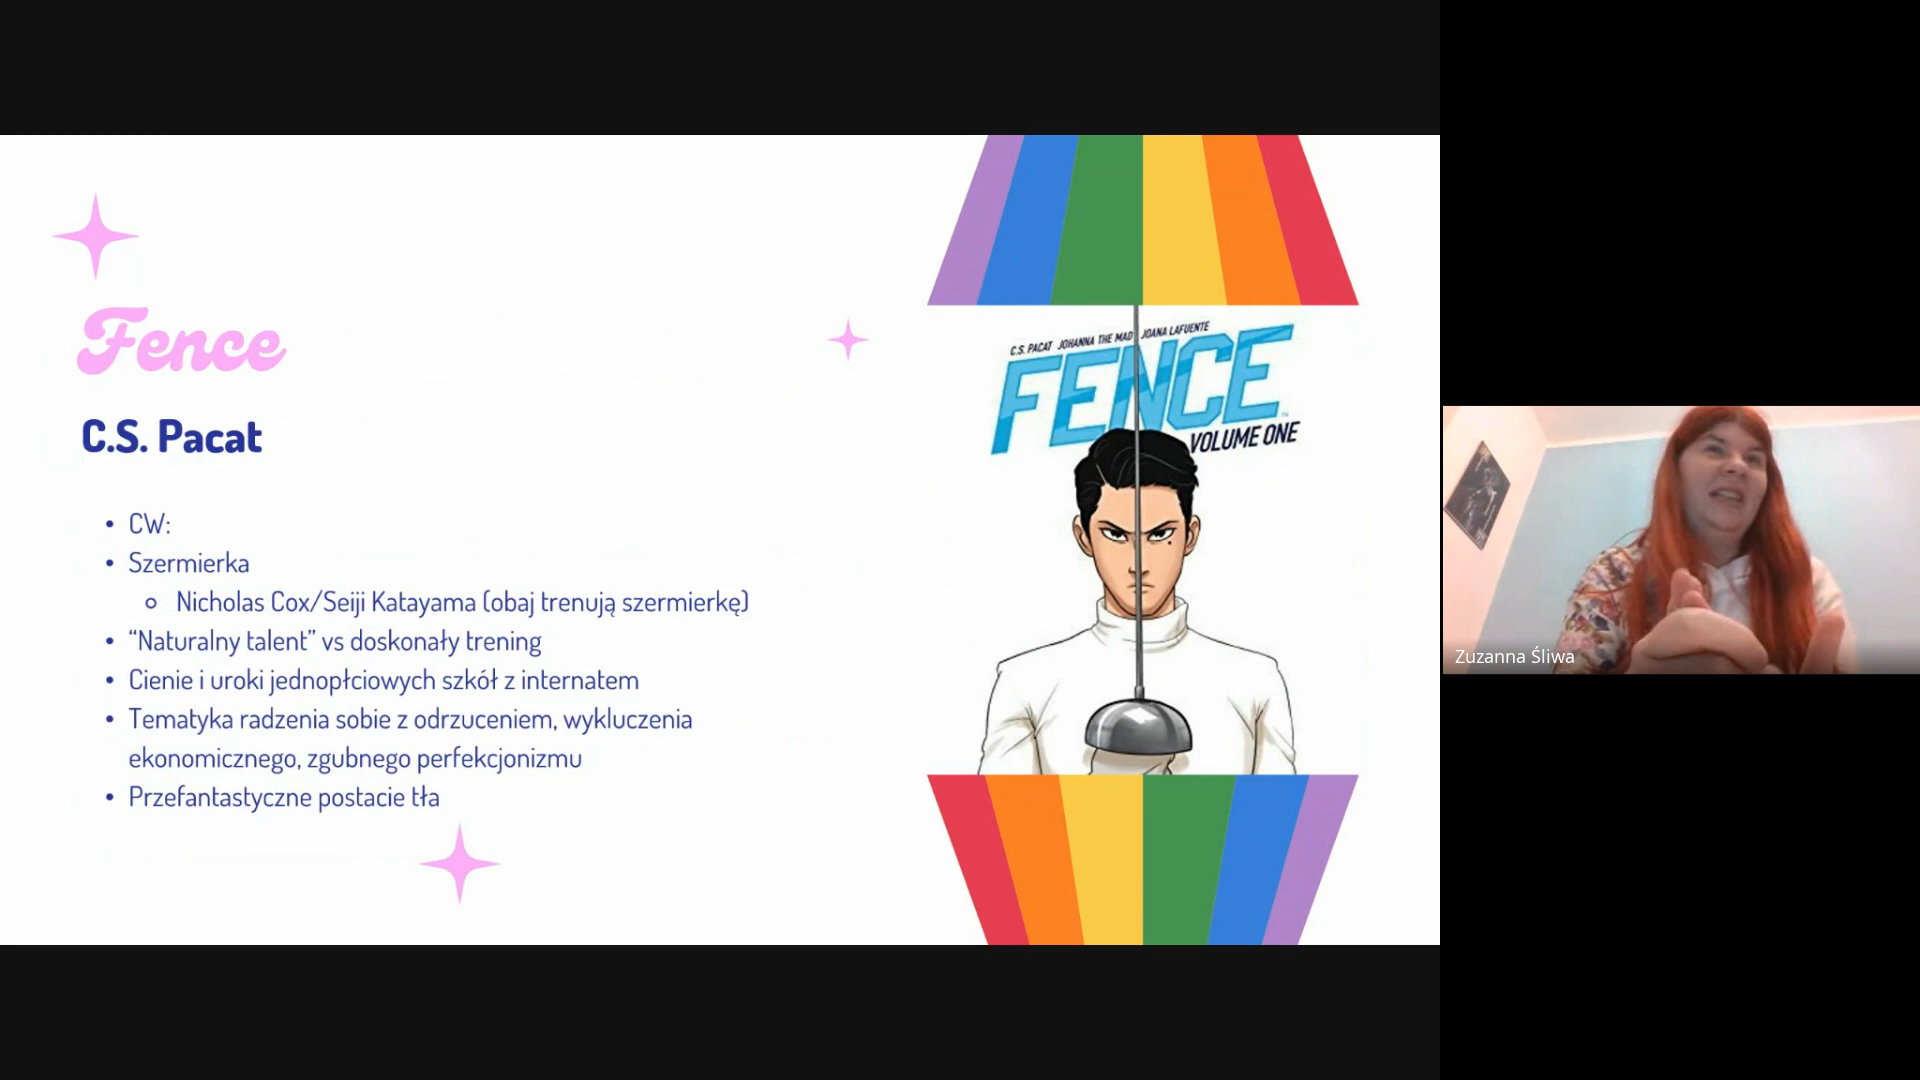 Fence
C.S. Pacat
• CW:
• Szermierka
○ Nicholas Cox/Seiji Katayama (obaj trenują szermierkę)
• “Naturalny talent” vs doskonały trening
• Cienie i uroki jednopłciowych szkół z internatem
• Tematyka radzenia sobie z odrzuceniem, wykluczenia
ekonomicznego, zgubnego perfekcjonizmu
• Przefantastyczne postacie tła
C.S. PACAT JOHANNA THE MAD JOANA LAFUENTE
FENCE™
VOLUME ONE
Zuzanna Śliwa